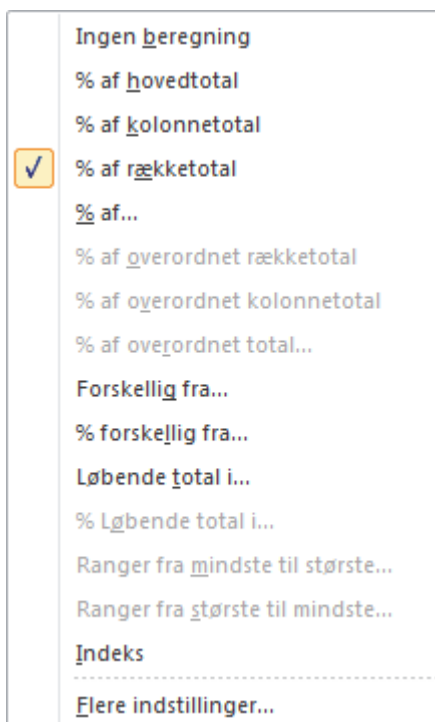 Ingen beregning
% af hovedtotal
% af kolonnetotal
% af rækketotal
% af...
% af overordnet rækketotal
% af overordnet kolonnetotal
% af overordnet total...
Forskellig fra...
% forskellig fra...
Løbende total i...
% Løbende total i...
Ranger fra mindste til største...
Ranger fra største til mindste...
Indeks
Flere indstillinger...